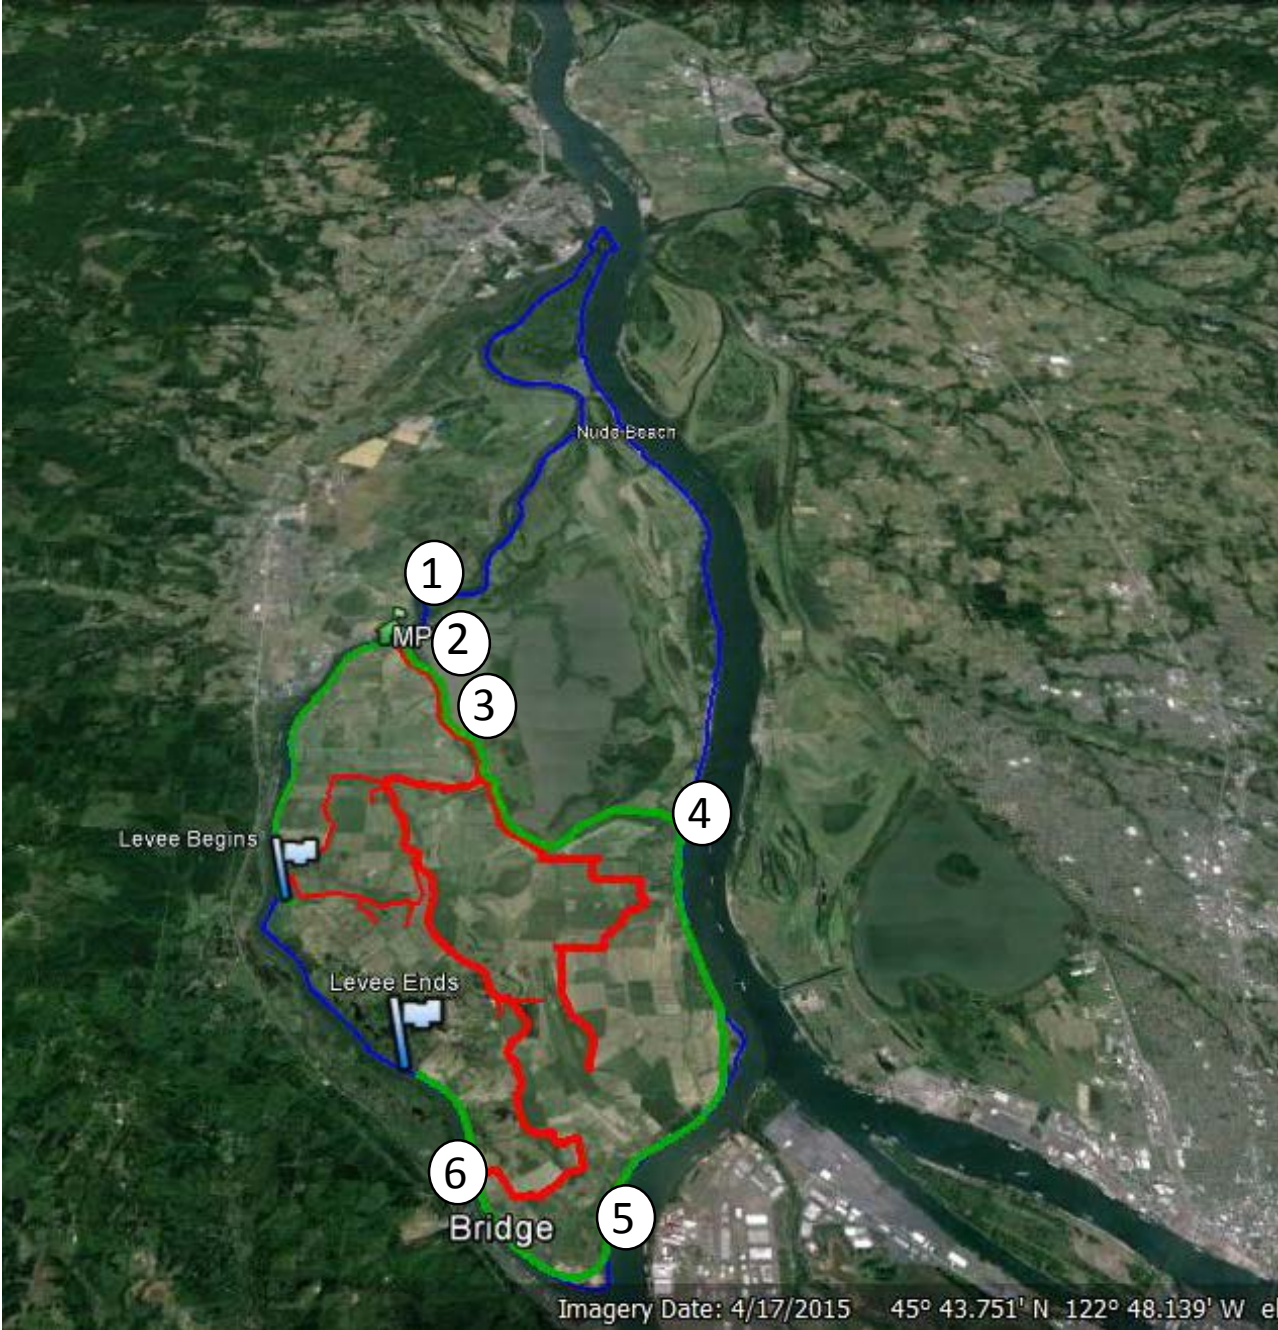 Nude Beach
1
MP
2
3
4
Levee Begins
Levee Ends
6
5
Bridge
Imagery Date: 4/17/2015 45° 43.751' N 122° 48.139' W el